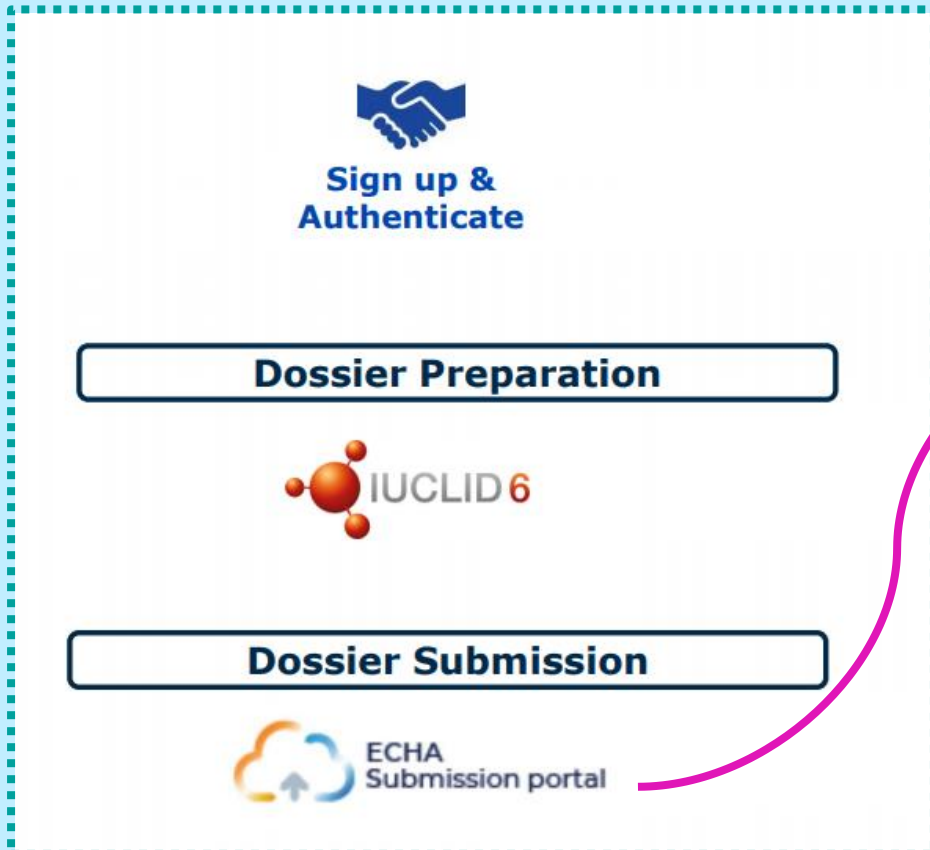 Sign up &
Authenticate
Dossier Preparation
IUCLID 6
Dossier Submission
ECHA
Submission portal